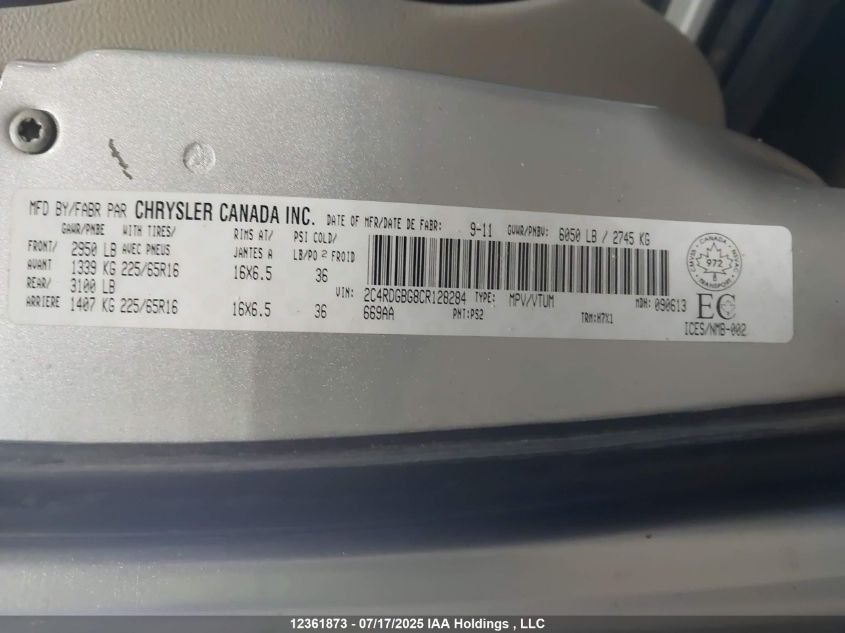 MFD BY/FABR PAR CHRYSLER CANADA INC. DATE OF MFR/DATE DE FABR: 9-11 GVWR/PNBV: 6050 LB / 2745 KG
GAWR/PNBE WITH TIRES/ RIMS AT/ PSI COLD/
FRONT/ 2950 LB AVEC PNEUS JANTES A LB/PO 2 FROID
AVANT 1339 KG 225/65R16 16X6.5 36
REAR/ 3100 LB VIN: 2C4RDGBG8CR128284 TYPE: MPV/VTUM MDH: 090613
ARRIERE 1407 KG 225/65R16 16X6.5 36 669AA PNT:PS2 TRM:H7X1
CANADA
972
TRANSPORT
EC
ICES/NMB-002
12361873 - 07/17/2025 IAA Holdings , LLC